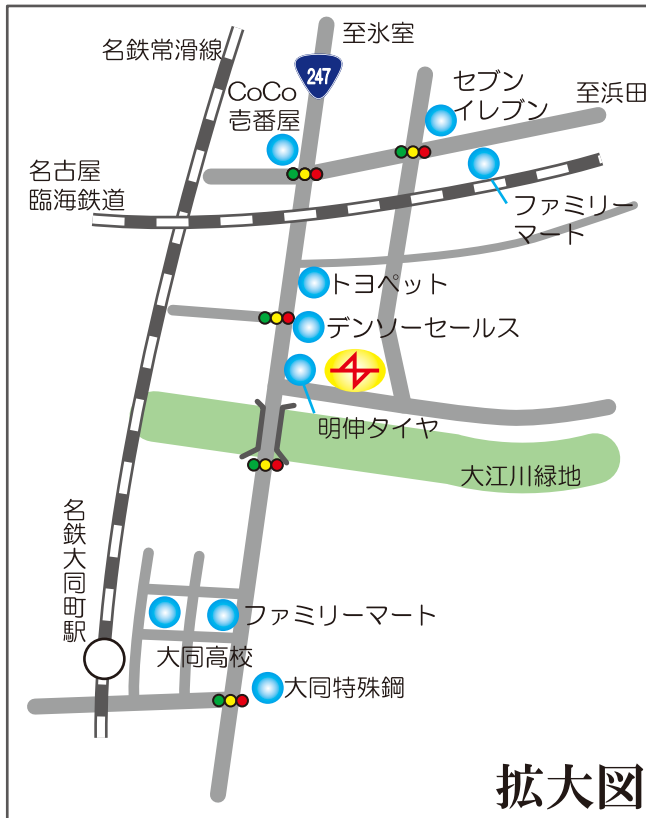 名鉄常滑線
至氷室
247
CoCo
壱番屋
セブン
イレブン
至浜田
名古屋
臨海鉄道
ファミリー
マート
トヨペット
デンソーセールス
明伸タイヤ
大江川緑地
名鉄大同町駅
ファミリーマート
大同高校
大同特殊鋼
拡大図